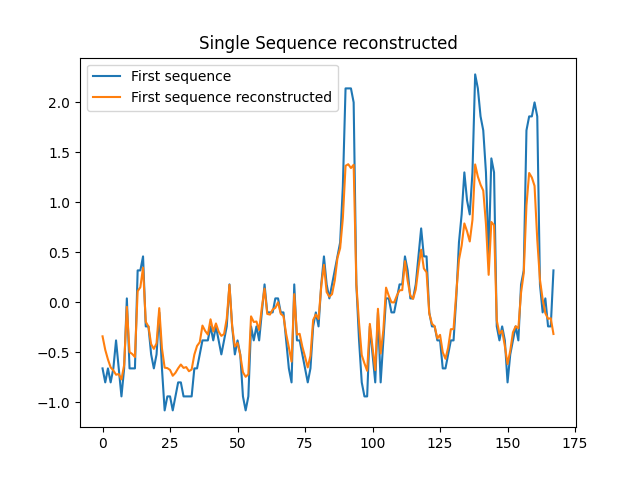 Single Sequence reconstructed
First sequence
First sequence reconstructed
2.0
1.5
1.0
0.5
0.0
−0.5
−1.0
0 25 50 75 100 125 150 175